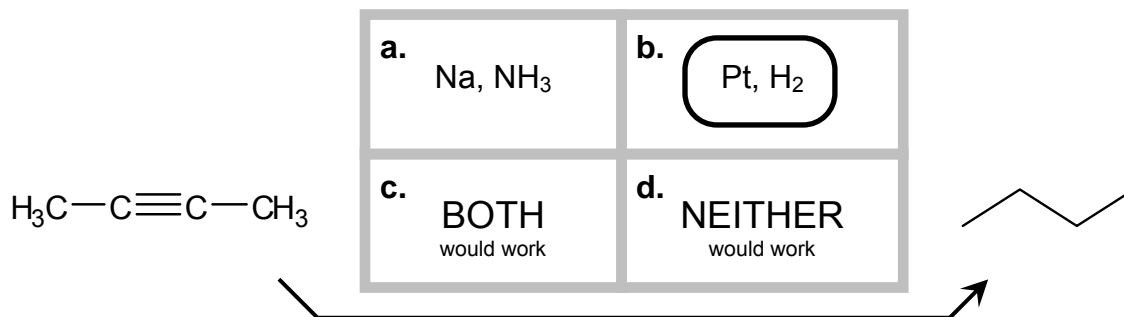 a.
Na, NH₃
b.
Pt, H₂
c.
BOTH
would work
d.
NEITHER
would work
H₃C—C≡C—CH₃